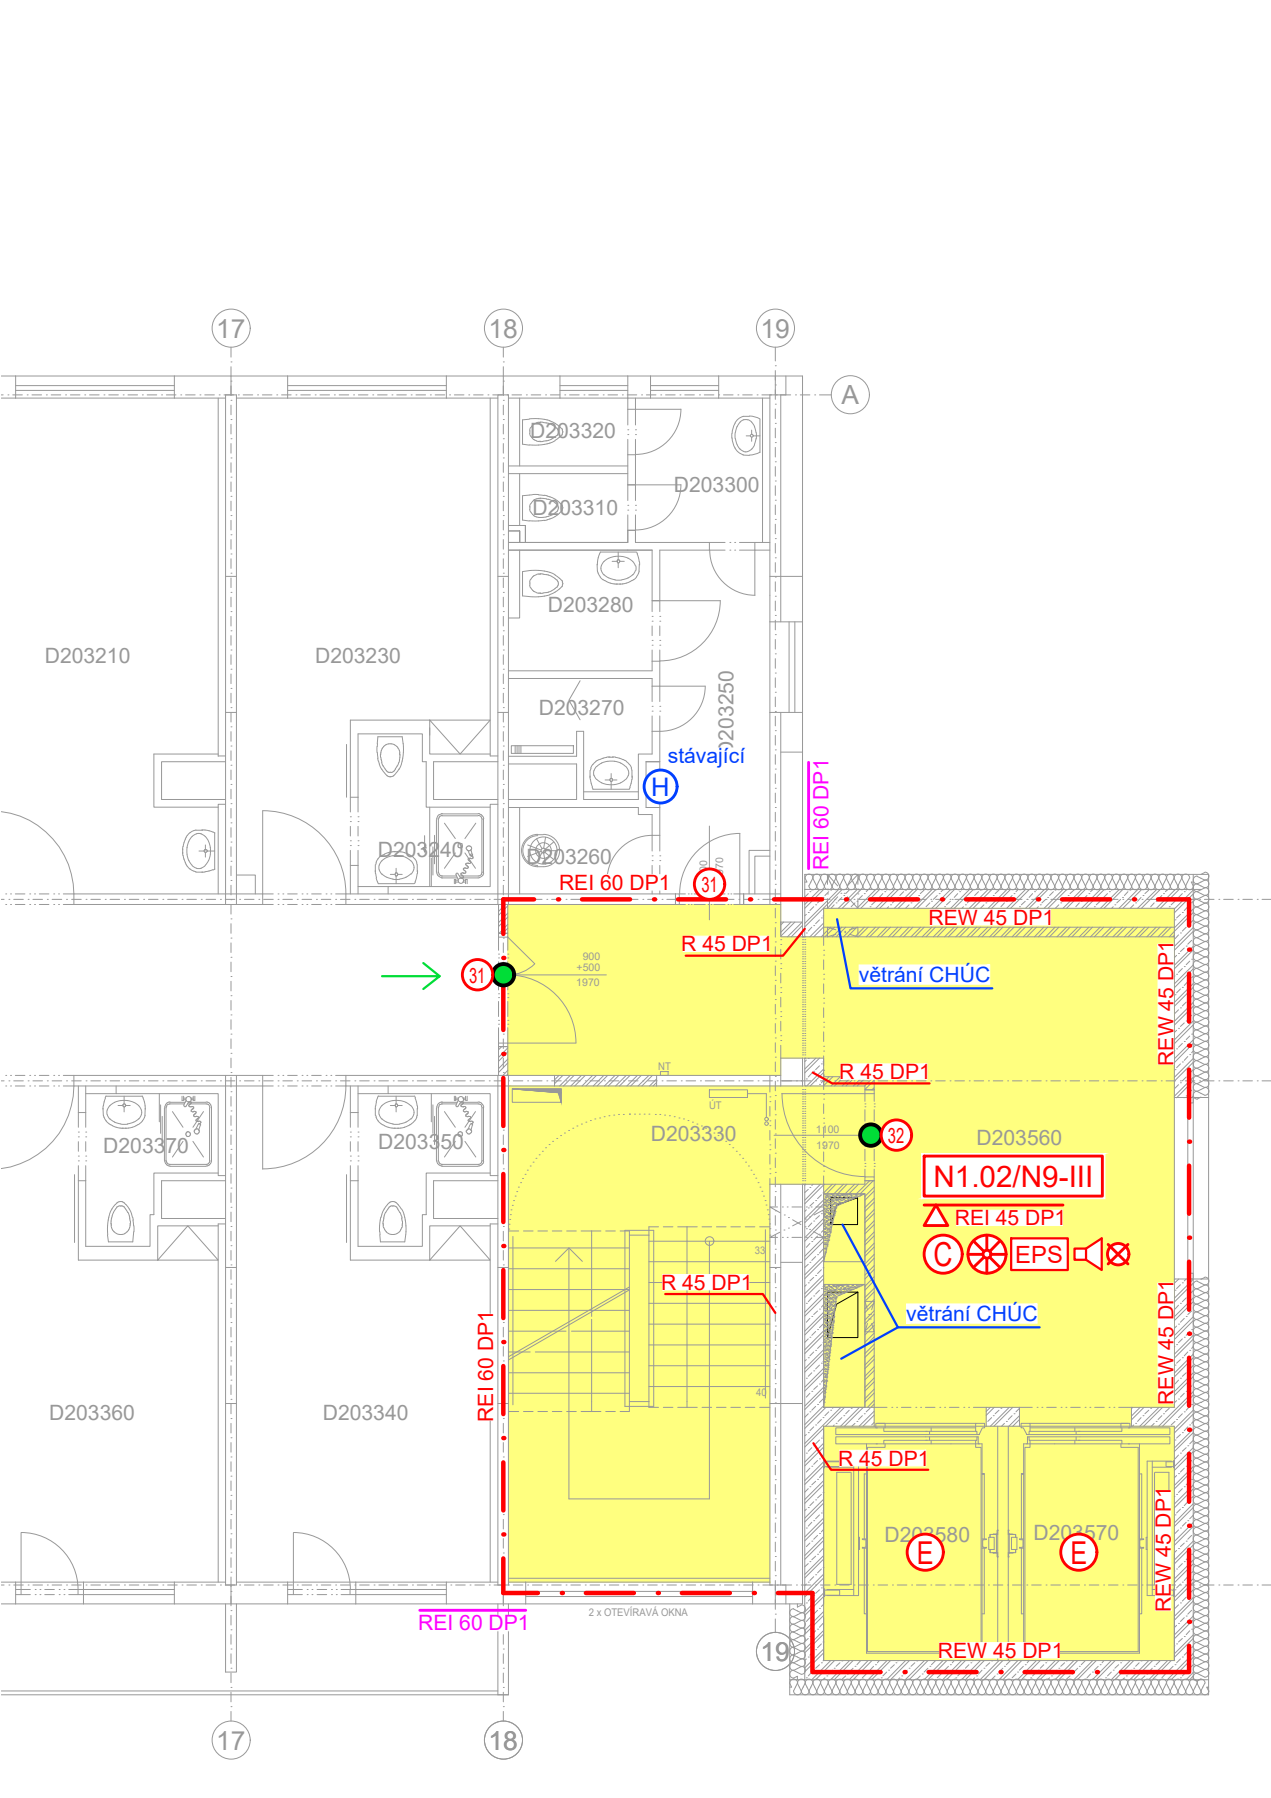 17
18
19
A
D203320
D203300
D203310
D203280
D203210
D203230
D203270
D203250
stávající
H
REI 60 DP1
D203240
D203260
REI 60 DP1
31
REW 45 DP1
R 45 DP1
900
+500
1970
31
větrání CHÚC
REW 45 DP1
NT
R 45 DP1
ÚT
D203370
D203350
D203330
1100
1970
32
D203560
N1.02/N9-III
REI 45 DP1
C
EPS
33
R 45 DP1
větrání CHÚC
REI 60 DP1
REW 45 DP1
40
D203360
D203340
R 45 DP1
D203580
D203570
E
E
REW 45 DP1
REI 60 DP1
2 x OTEVÍRAVÁ OKNA
19
REW 45 DP1
17
18